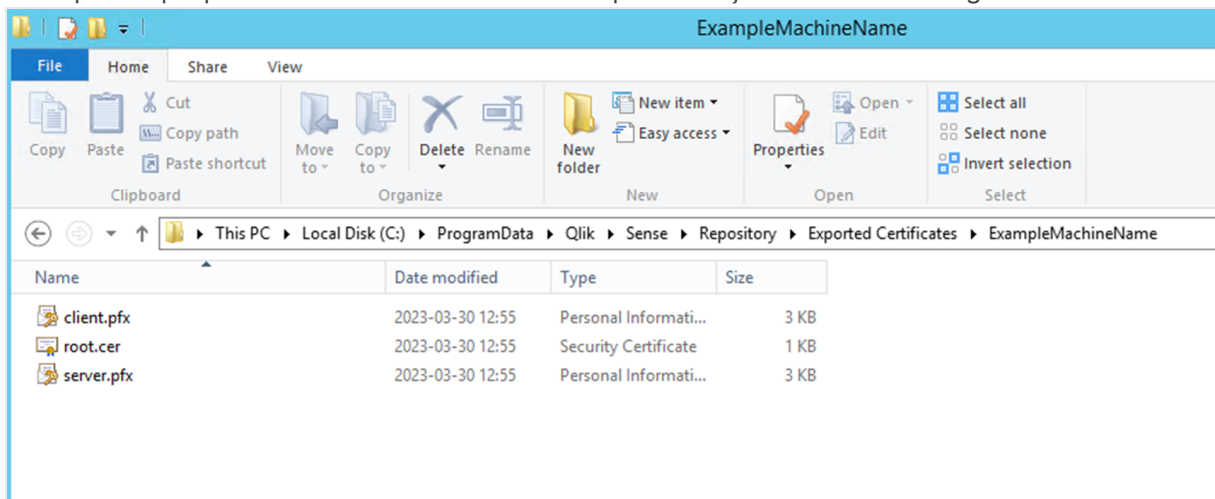 ExampleMachineName
File Home Share View
Copy Paste Cut Copy path Paste shortcut Move to Copy to Delete Rename New folder New item Easy access Properties Open Edit Select all Select none Invert selection
Clipboard Organize New Open Select
This PC Local Disk (C:) ProgramData Qlik Sense Repository Exported Certificates ExampleMachineName
Name Date modified Type Size
client.pfx 2023-03-30 12:55 Personal Informati... 3 KB
root.cer 2023-03-30 12:55 Security Certificate 1 KB
server.pfx 2023-03-30 12:55 Personal Informati... 3 KB